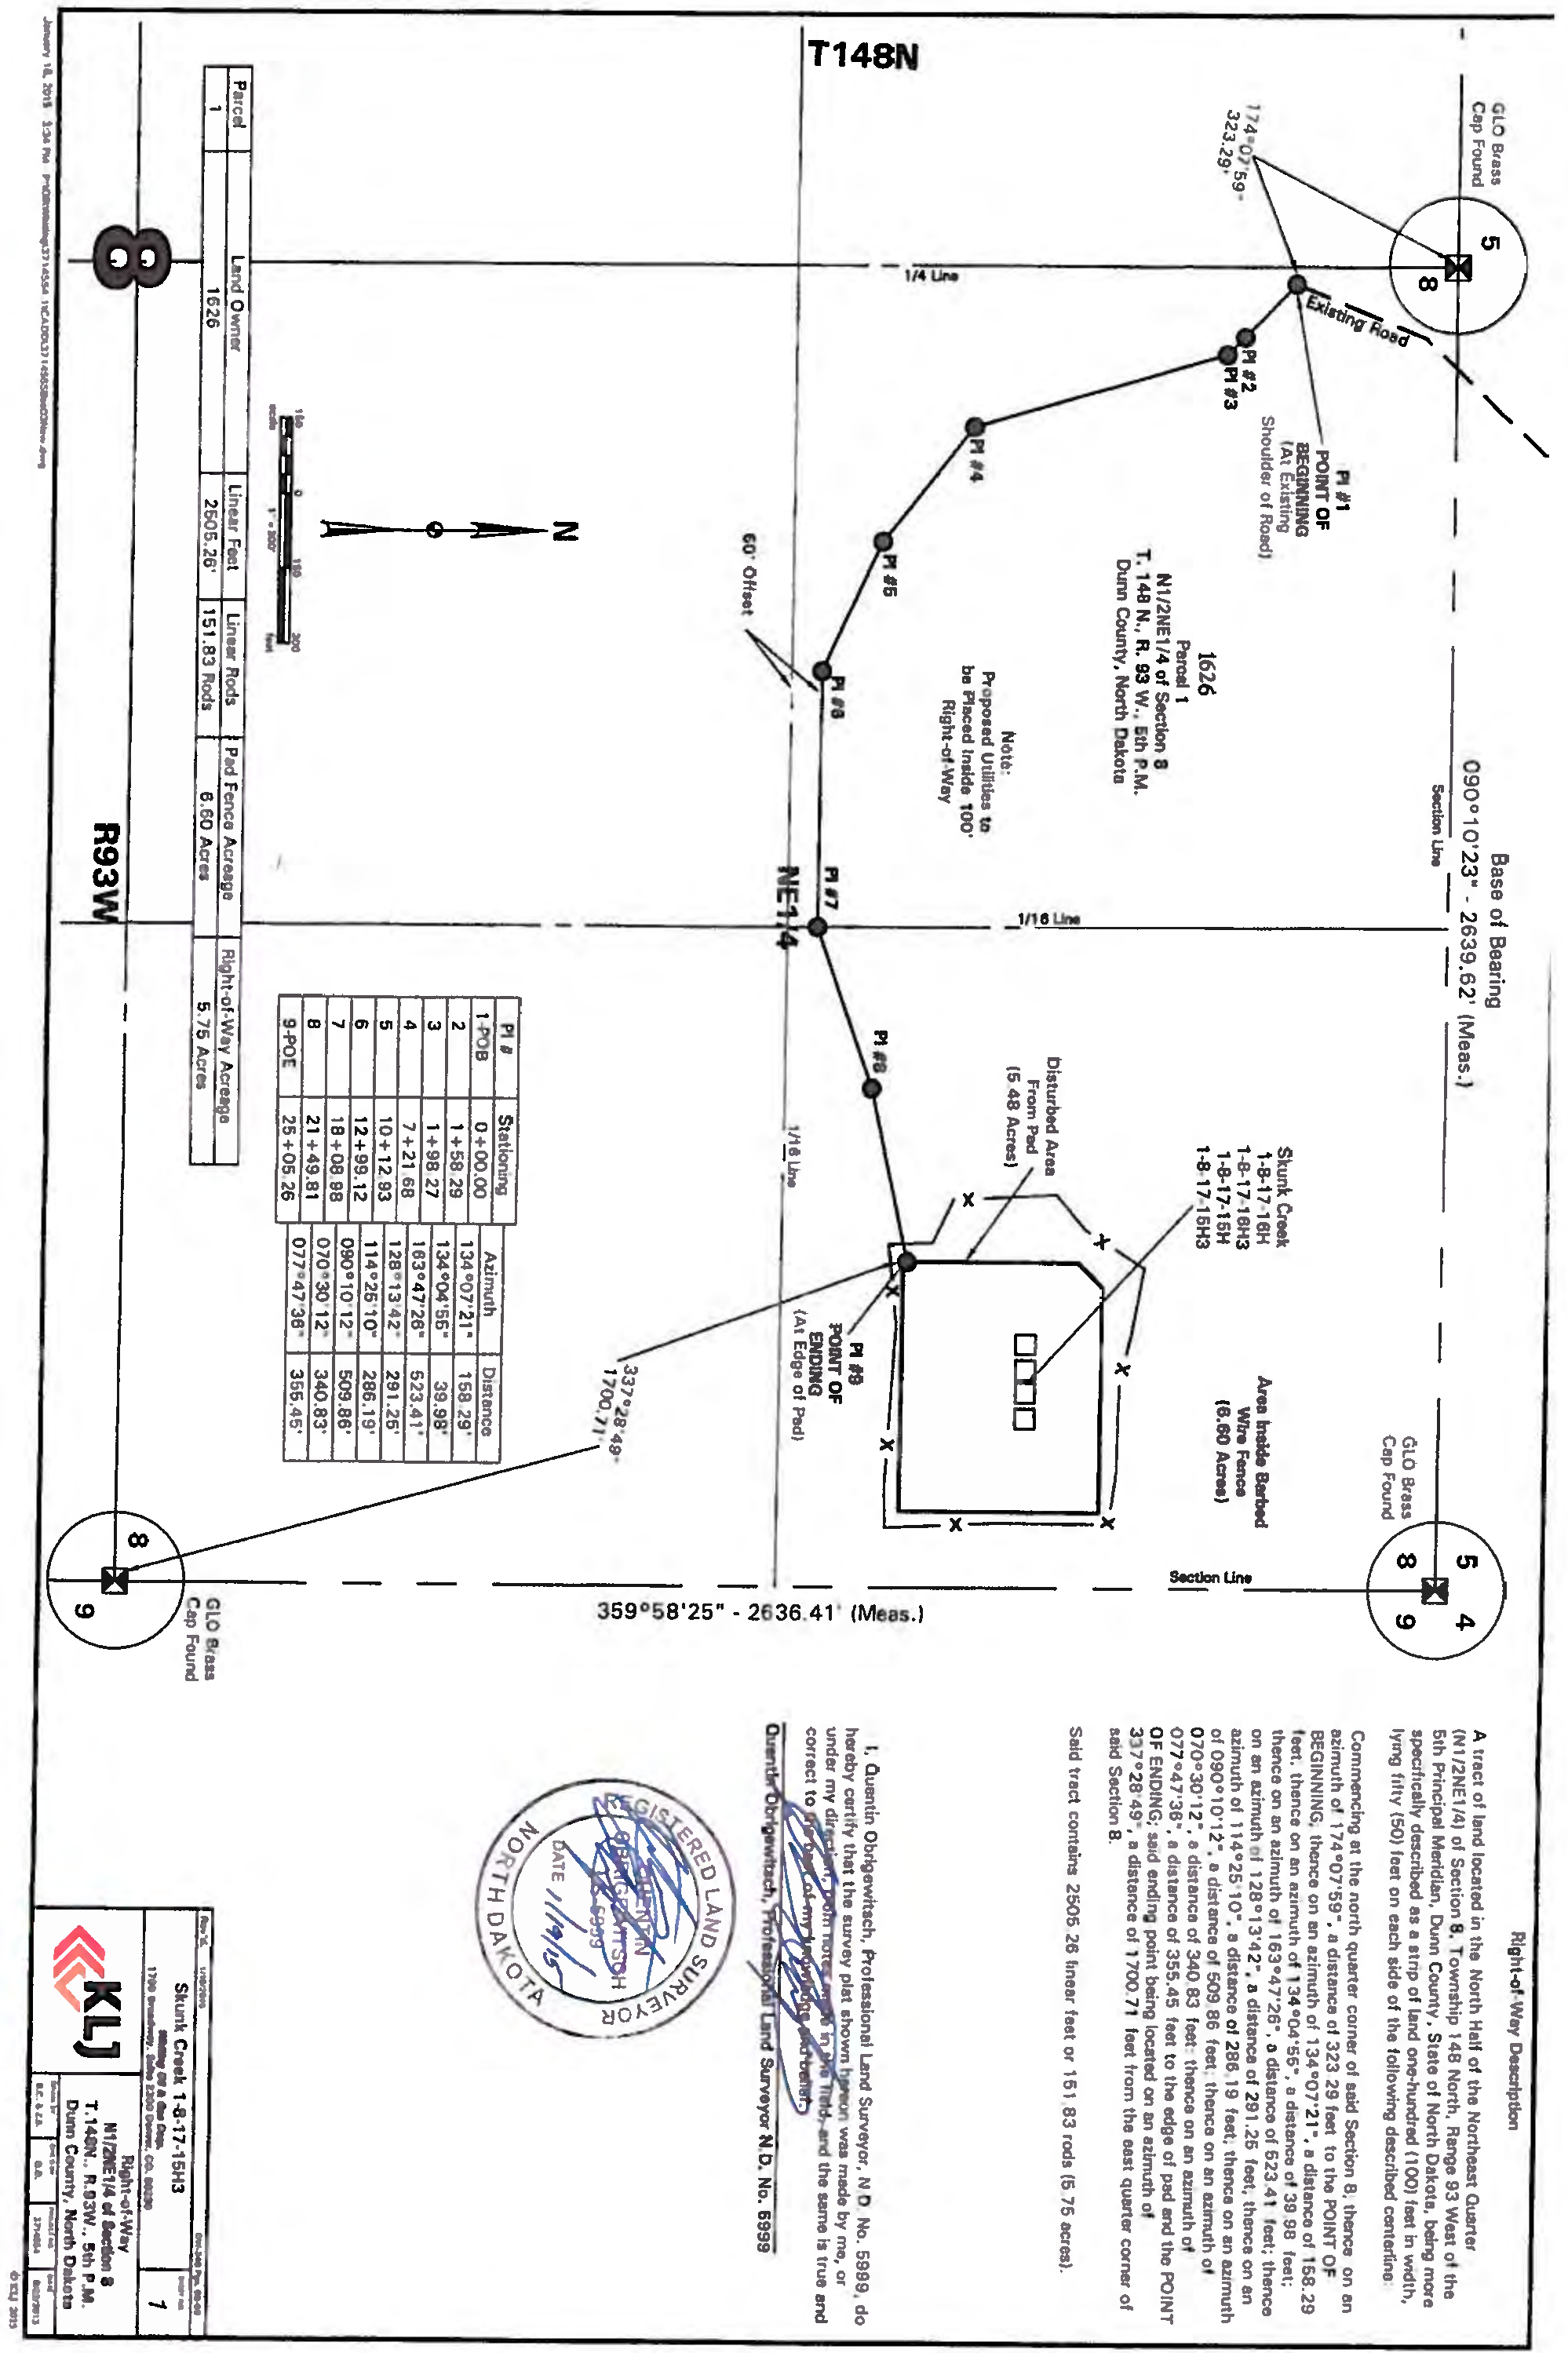 GLO Brass
Cap Found
5
8
174°07'59"
323.29'
Existing Road
PI #1
POINT OF
BEGINNING
(At Existing
Shoulder of Road)
PI #2
PI #3
PI #4
PI #5
PI #6
PI #7
PI #8
Base of Bearing
090°10'23" - 2639.62' (Meas.)
Section Line
T148N
1/4 Line
1626
Parcel 1
N1/2NE1/4 of Section 8
T. 148 N., R. 93 W., 5th P.M.
Dunn County, North Dakota
Note:
Proposed Utilities to
be Placed Inside 100'
Right-of-Way
60' Offset
1/16 Line
NE1/4
1/16 Line
Skunk Creek
1-8-17-16H
1-8-17-16H3
1-8-17-15H
1-8-17-15H3
Disturbed Area
From Pad
(5.48 Acres)
Area Inside Barbed
Wire Fence
(6.60 Acres)
PI #9
POINT OF
ENDING
(At Edge of Pad)
337°28'49"
1700.71'
GLO Brass
Cap Found
5 4
8 9
Section Line
359°58'25" - 2636.41' (Meas.)
N
150 0 150 300
scale 1" = 300' feet
PI # Stationing Azimuth Distance
1-POB 0+00.00
2 1+58.29 134°07'21" 158.29'
3 1+98.27 134°04'55" 39.98'
4 7+21.68 163°47'26" 523.41'
5 10+12.93 128°13'42" 291.25'
6 12+99.12 114°25'10" 286.19'
7 18+08.98 090°10'12" 509.86'
8 21+49.81 070°30'12" 340.83'
9-POE 25+05.26 077°47'36" 355.45'
Parcel Land Owner Linear Feet Linear Rods Pad Fence Acreage Right-of-Way Acreage
1 1626 2505.26' 151.83 Rods 6.60 Acres 5.75 Acres
8
R93W
8
9
GLO Brass
Cap Found
Right-of-Way Description
A tract of land located in the North Half of the Northeast Quarter
(N1/2NE1/4) of Section 8, Township 148 North, Range 93 West of the
5th Principal Meridian, Dunn County, State of North Dakota, being more
specifically described as a strip of land one-hundred (100) feet in width,
lying fifty (50) feet on each side of the following described centerline:
Commencing at the north quarter corner of said Section 8; thence on an
azimuth of 174°07'59", a distance of 323.29 feet to the POINT OF
BEGINNING; thence on an azimuth of 134°07'21", a distance of 158.29
feet; thence on an azimuth of 134°04'55", a distance of 39.98 feet;
thence on an azimuth of 163°47'26", a distance of 523.41 feet; thence
on an azimuth of 128°13'42", a distance of 291.25 feet; thence on an
azimuth of 114°25'10", a distance of 286.19 feet; thence on an azimuth
of 090°10'12", a distance of 509.86 feet; thence on an azimuth of
070°30'12", a distance of 340.83 feet; thence on an azimuth of
077°47'36", a distance of 355.45 feet to the edge of pad and the POINT
OF ENDING; said ending point being located on an azimuth of
337°28'49", a distance of 1700.71 feet from the east quarter corner of
said Section 8.
Said tract contains 2505.26 linear feet or 151.83 rods (5.75 acres).
I, Quentin Obrigewitsch, Professional Land Surveyor, N.D. No. 5999, do
hereby certify that the survey plat shown hereon was made by me, or
under my direction, from notes made in the field, and the same is true and
correct to the best of my knowledge and belief.
Quentin Obrigewitsch, Professional Land Surveyor N.D. No. 5999
REGISTERED LAND SURVEYOR
QUENTIN
OBRIGEWITSCH
LS-5999
DATE 1/19/15
NORTH DAKOTA
Skunk Creek 1-8-17-15H3
1700 Broadway, Suite 2300 Denver, CO. 80290
1
KLJ
Right-of-Way
N1/2NE1/4 of Section 8
T.148N., R.93W., 5th P.M.
Dunn County, North Dakota
© KLJ 2015